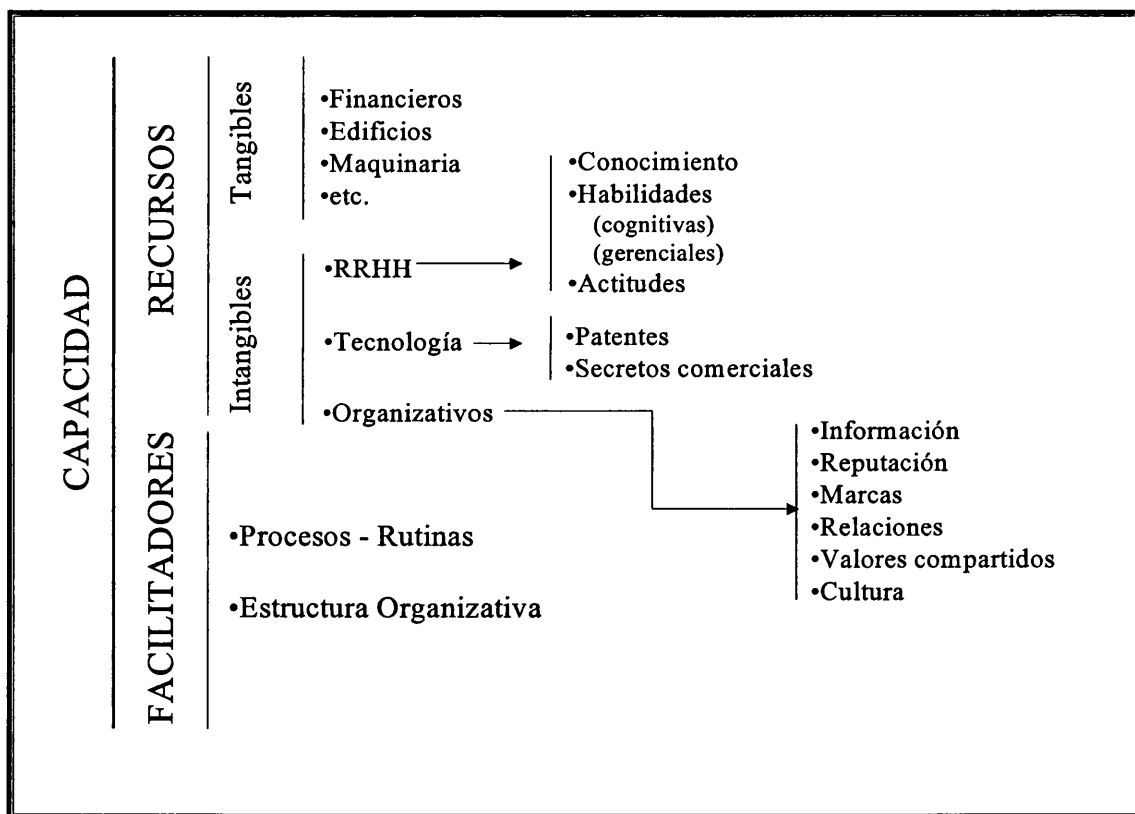 CAPACIDAD
RECURSOS
Tangibles
•Financieros
•Edificios
•Maquinaria
•etc.
Intangibles
•RRHH
•Conocimiento
•Habilidades
(cognitivas)
(gerenciales)
•Actitudes
•Tecnología
•Patentes
•Secretos comerciales
•Organizativos
•Información
•Reputación
•Marcas
•Relaciones
•Valores compartidos
•Cultura
FACILITADORES
•Procesos - Rutinas
•Estructura Organizativa